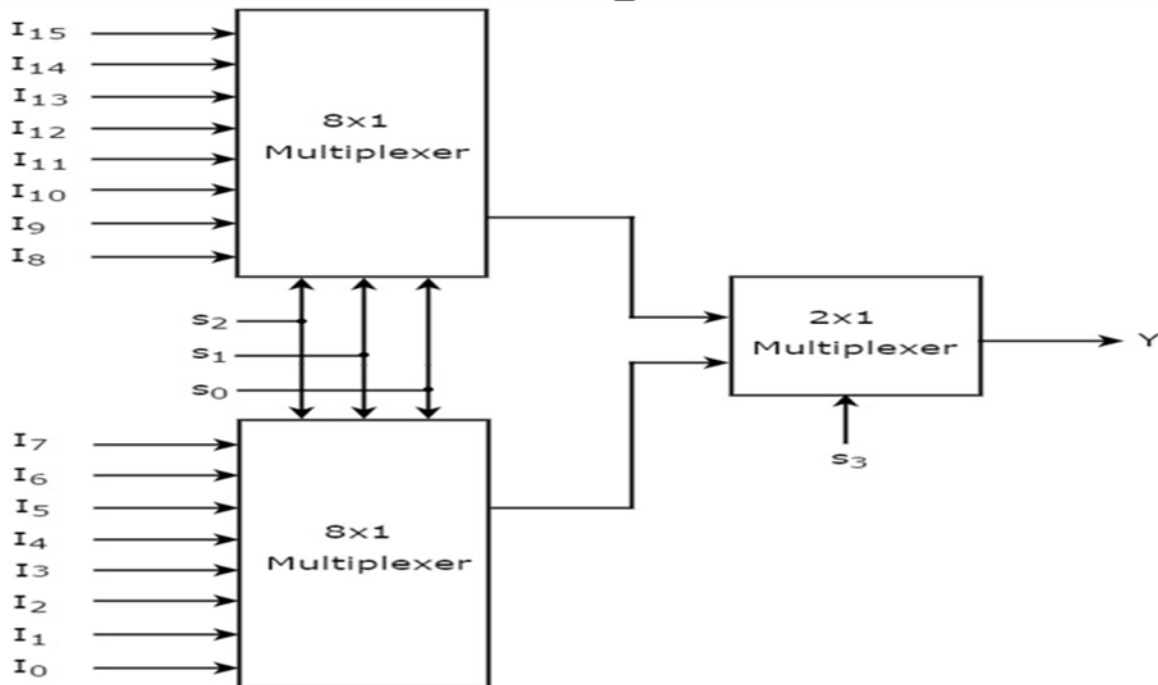 I₁₅
I₁₄
I₁₃
I₁₂
I₁₁
I₁₀
I₉
I₈
8x1
Multiplexer
s₂
s₁
s₀
2x1
Multiplexer
Y
s₃
I₇
I₆
I₅
I₄
I₃
I₂
I₁
I₀
8x1
Multiplexer